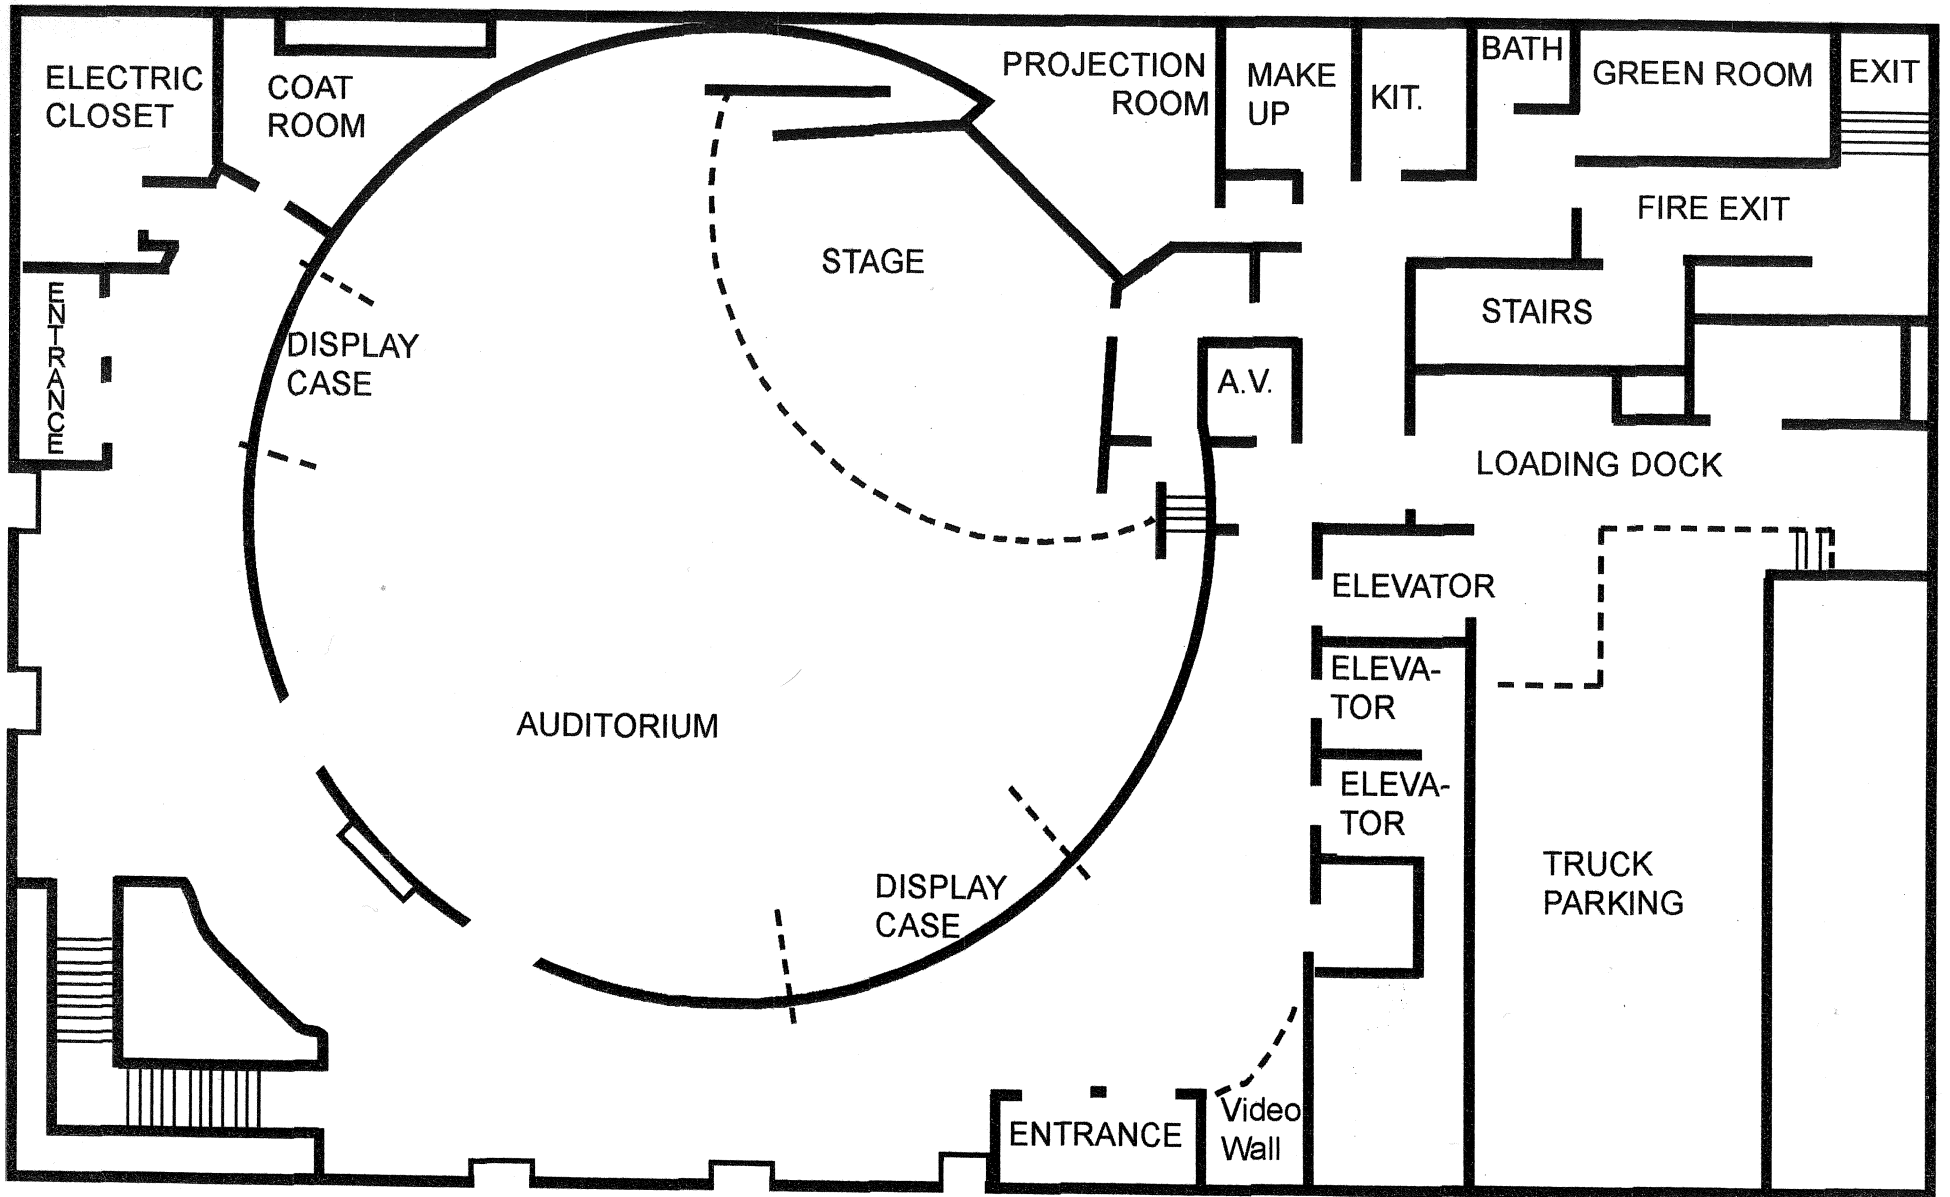 ELECTRIC
CLOSET
COAT
ROOM
PROJECTION
ROOM
MAKE
UP
KIT.
BATH
GREEN ROOM
EXIT
FIRE EXIT
STAGE
ENTRANCE
DISPLAY
CASE
STAIRS
A.V.
LOADING DOCK
ELEVATOR
ELEVA-
TOR
AUDITORIUM
ELEVA-
TOR
DISPLAY
CASE
TRUCK
PARKING
ENTRANCE
Video
Wall